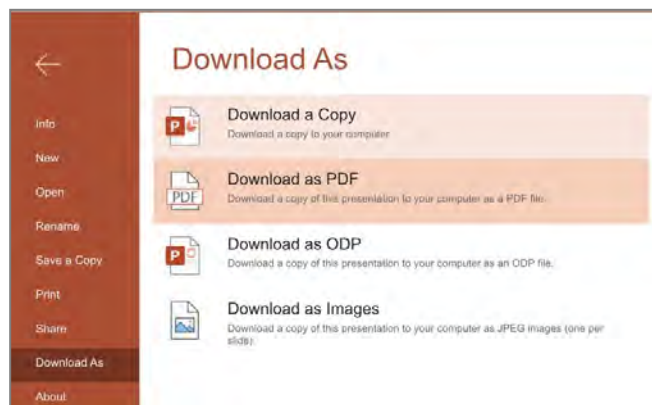 Download As
Info
New
Open
Rename
Save a Copy
Print
Share
Download As
About
P
Download a Copy
Download a copy to your computer
PDF
Download as PDF
Download a copy of this presentation to your computer as a PDF file.
P
Download as ODP
Download a copy of this presentation to your computer as an ODP file.
Download as Images
Download a copy of this presentation to your computer as JPEG images (one per
slide).